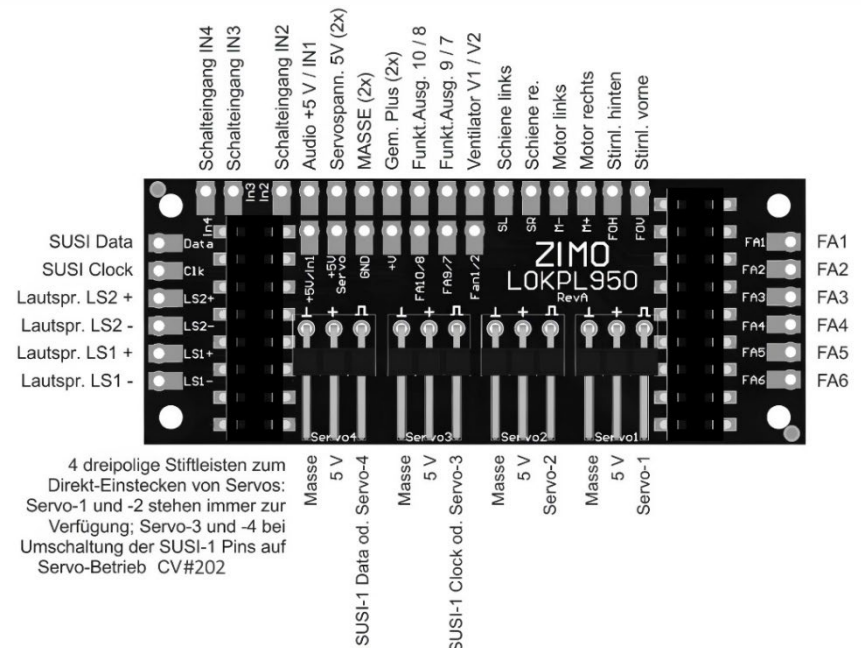 Schalteingang IN4
Schalteingang IN3
Schalteingang IN2
Audio +5 V / IN1
Servospann. 5V (2x)
MASSE (2x)
Gem. Plus (2x)
Funkt.Ausg. 10 / 8
Funkt.Ausg. 9 / 7
Ventilator V1 / V2
Schiene links
Schiene re.
Motor links
Motor rechts
Stirnl. hinten
Stirnl. vorne
In4
In3
In2
+5V/In1
+5V
Servo
GND
+V
FA10/8
FA9/7
Fan1/2
SL
SR
M-
M+
FOH
FOV
ZIMO
LOKPL950
RevA
SUSI Data
SUSI Clock
Lautspr. LS2 +
Lautspr. LS2 -
Lautspr. LS1 +
Lautspr. LS1 -
Data
Clk
LS2+
LS2-
LS1+
LS1-
FA1
FA2
FA3
FA4
FA5
FA6
FA1
FA2
FA3
FA4
FA5
FA6
⊥ + ⊓
⊥ + ⊓
⊥ + ⊓
⊥ + ⊓
Servo4
Servo3
Servo2
Servo1
Masse
5 V
SUSI-1 Data od. Servo-4
Masse
5 V
SUSI-1 Clock od. Servo-3
Masse
5 V
Servo-2
Masse
5 V
Servo-1
4 dreipolige Stiftleisten zum
Direkt-Einstecken von Servos:
Servo-1 und -2 stehen immer zur
Verfügung; Servo-3 und -4 bei
Umschaltung der SUSI-1 Pins auf
Servo-Betrieb CV#202